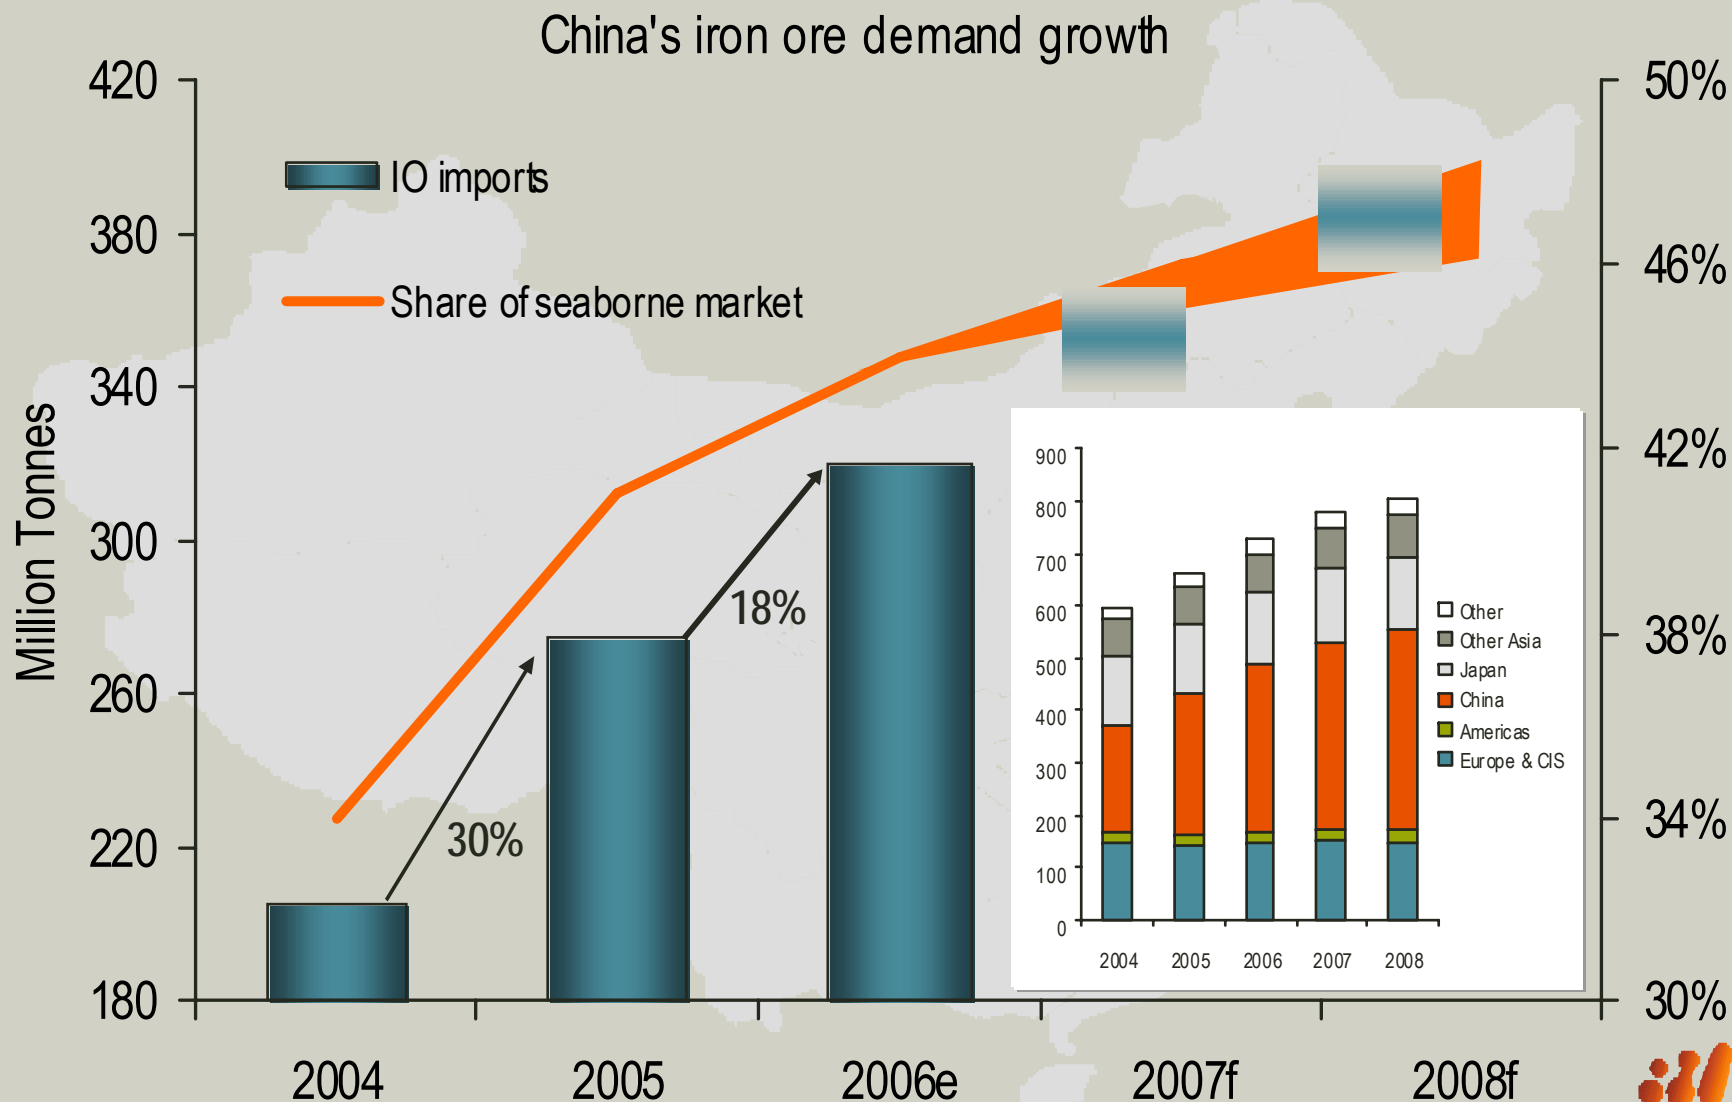 China's iron ore demand growth
420
380
340
300
260
220
180
Million Tonnes
50%
46%
42%
38%
34%
30%
IO imports
Share of seaborne market
30%
18%
2004
2005
2006e
2007f
2008f
900
800
700
600
500
400
300
200
100
0
2004
2005
2006
2007
2008
Other
Other Asia
Japan
China
Americas
Europe & CIS